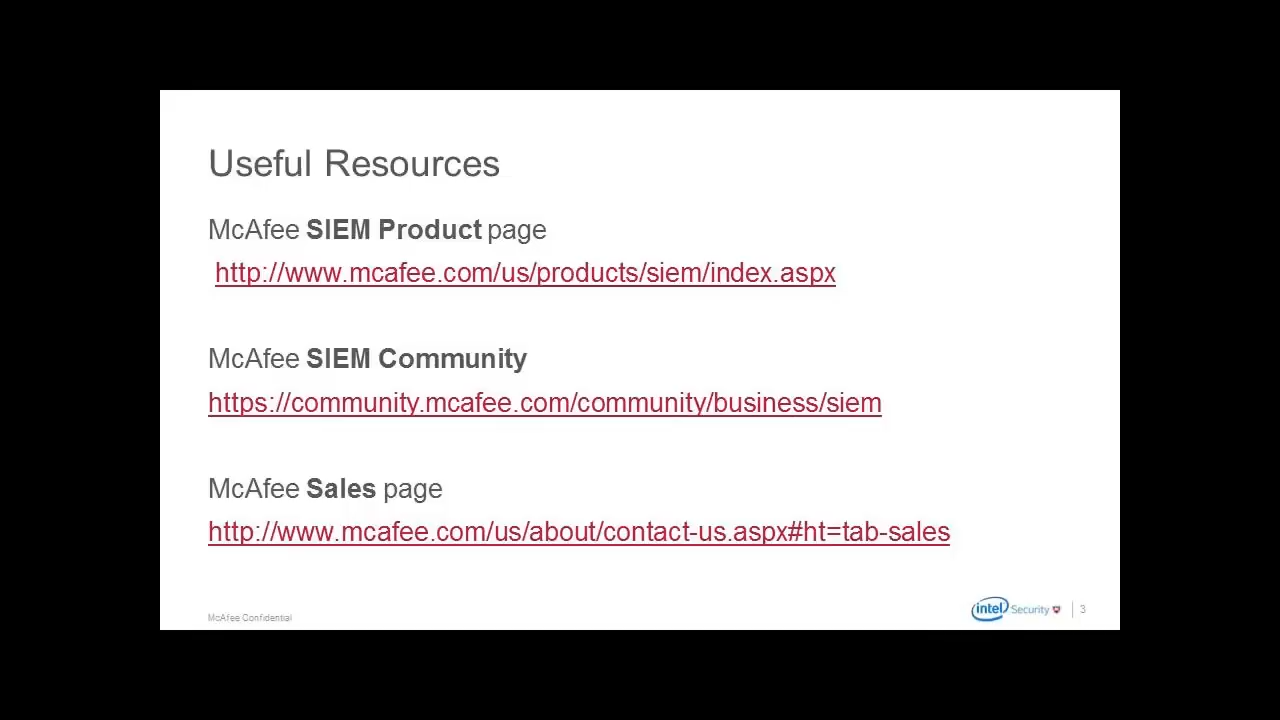 Useful Resources
McAfee SIEM Product page
http://www.mcafee.com/us/products/siem/index.aspx
McAfee SIEM Community
https://community.mcafee.com/community/business/siem
McAfee Sales page
http://www.mcafee.com/us/about/contact-us.aspx#ht=tab-sales
McAfee Confidential
intel Security
3